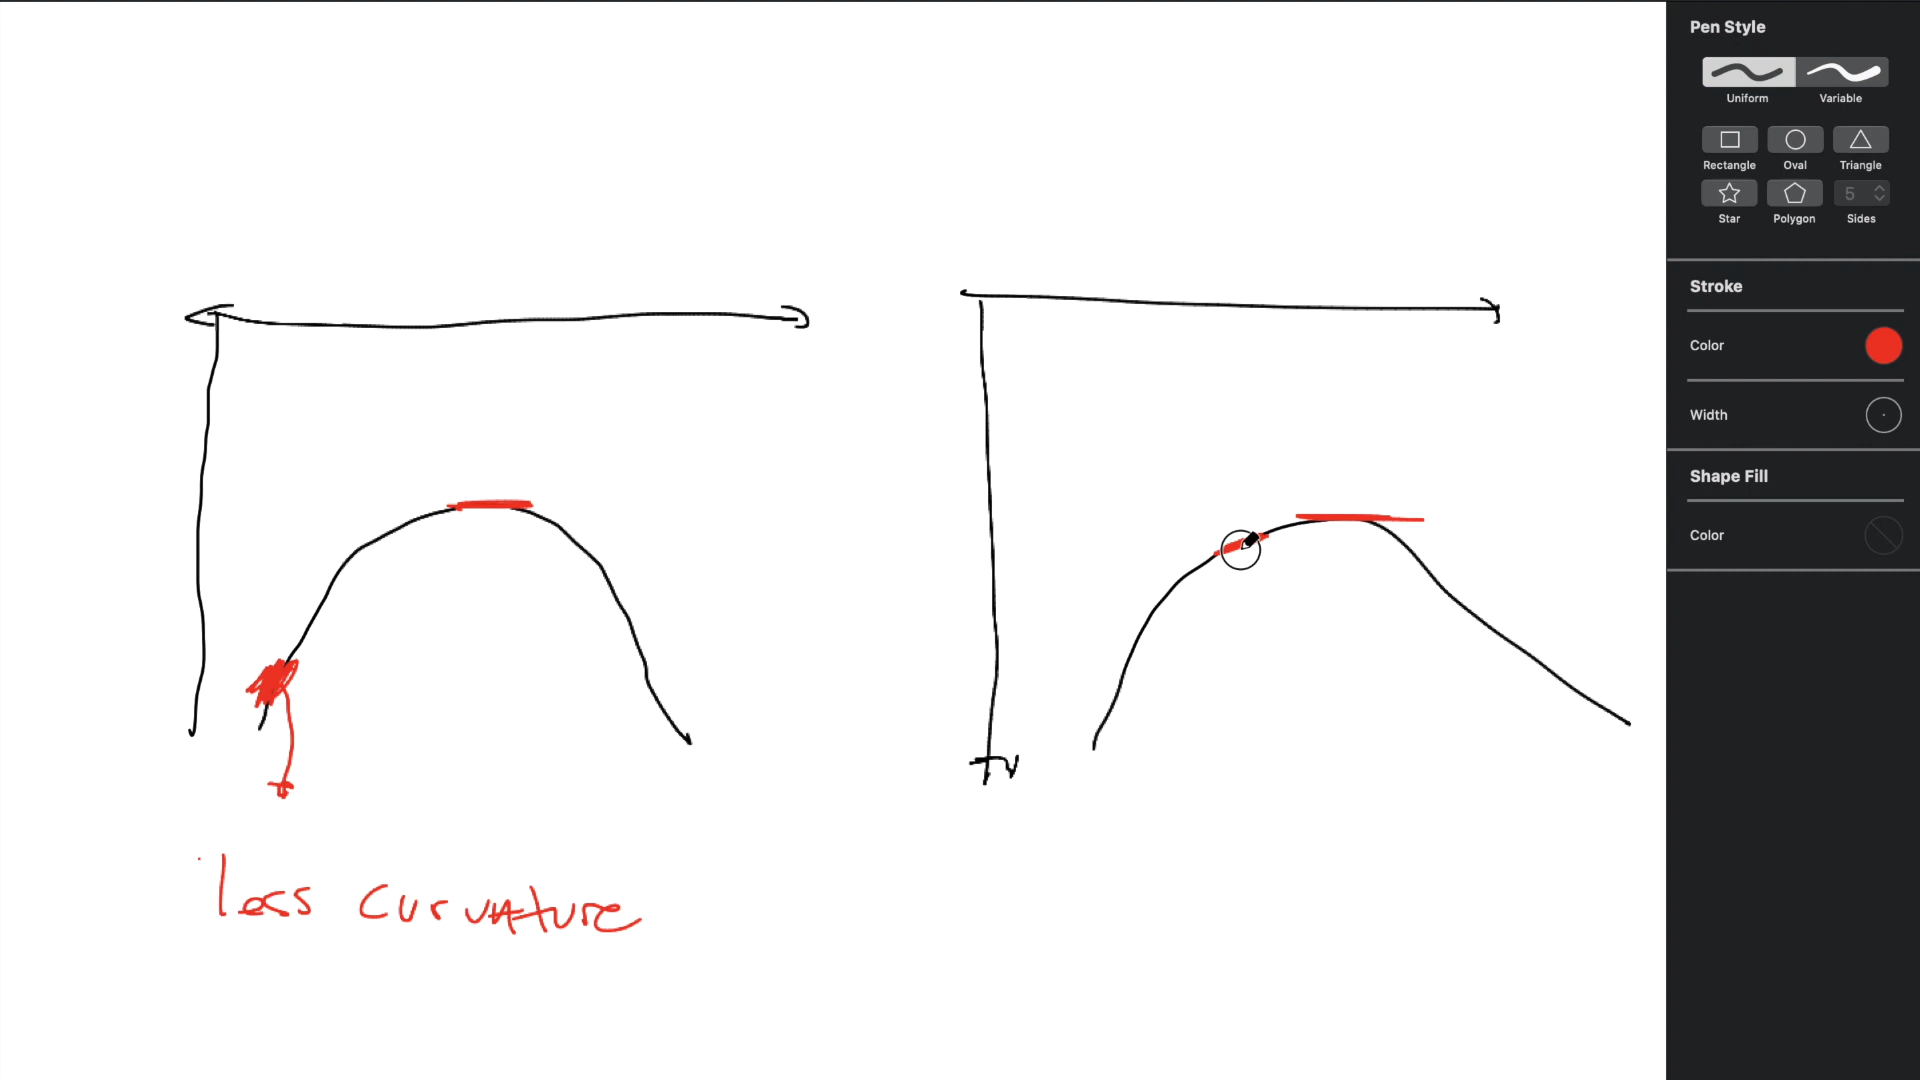 Pen Style
Uniform Variable
Rectangle Oval Triangle
5
Star Polygon Sides
Stroke
Color
Width
Shape Fill
Color
less curvature